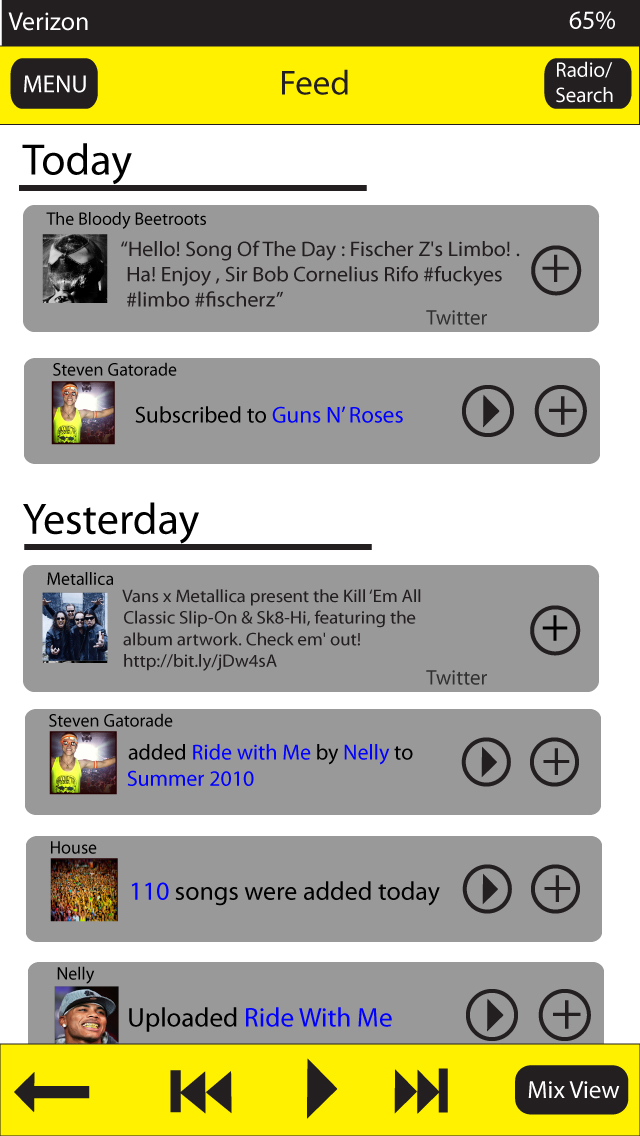 Verizon 65%
MENU Feed Radio/
Search
Today
The Bloody Beetroots
“Hello! Song Of The Day : Fischer Z's Limbo! .
Ha! Enjoy , Sir Bob Cornelius Rifo #fuckyes
#limbo #fischerz”
Twitter
Steven Gatorade
Subscribed to Guns N’ Roses
Yesterday
Metallica
Vans x Metallica present the Kill ‘Em All
Classic Slip-On & Sk8-Hi, featuring the
album artwork. Check em' out!
http://bit.ly/jDw4sA
Twitter
Steven Gatorade
added Ride with Me by Nelly to
Summer 2010
House
110 songs were added today
Nelly
Uploaded Ride With Me
Mix View